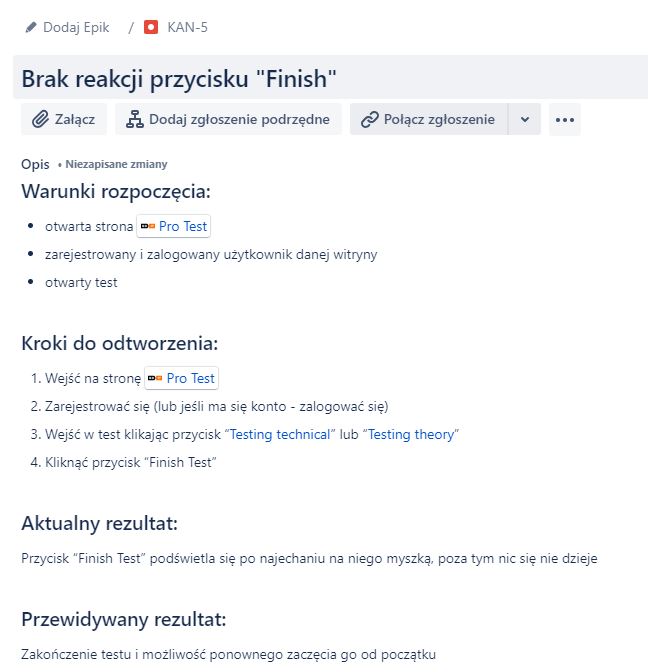 Dodaj Epik / KAN-5
Brak reakcji przycisku "Finish"
Załącz Dodaj zgłoszenie podrzędne Połącz zgłoszenie
Opis • Niezapisane zmiany
Warunki rozpoczęcia:
• otwarta strona Pro Test
• zarejestrowany i zalogowany użytkownik danej witryny
• otwarty test
Kroki do odtworzenia:
1. Wejść na stronę Pro Test
2. Zarejestrować się (lub jeśli ma się konto - zalogować się)
3. Wejść w test klikając przycisk “Testing technical” lub “Testing theory”
4. Kliknąć przycisk “Finish Test”
Aktualny rezultat:
Przycisk “Finish Test” podświetla się po najechaniu na niego myszką, poza tym nic się nie dzieje
Przewidywany rezultat:
Zakończenie testu i możliwość ponownego zaczęcia go od początku